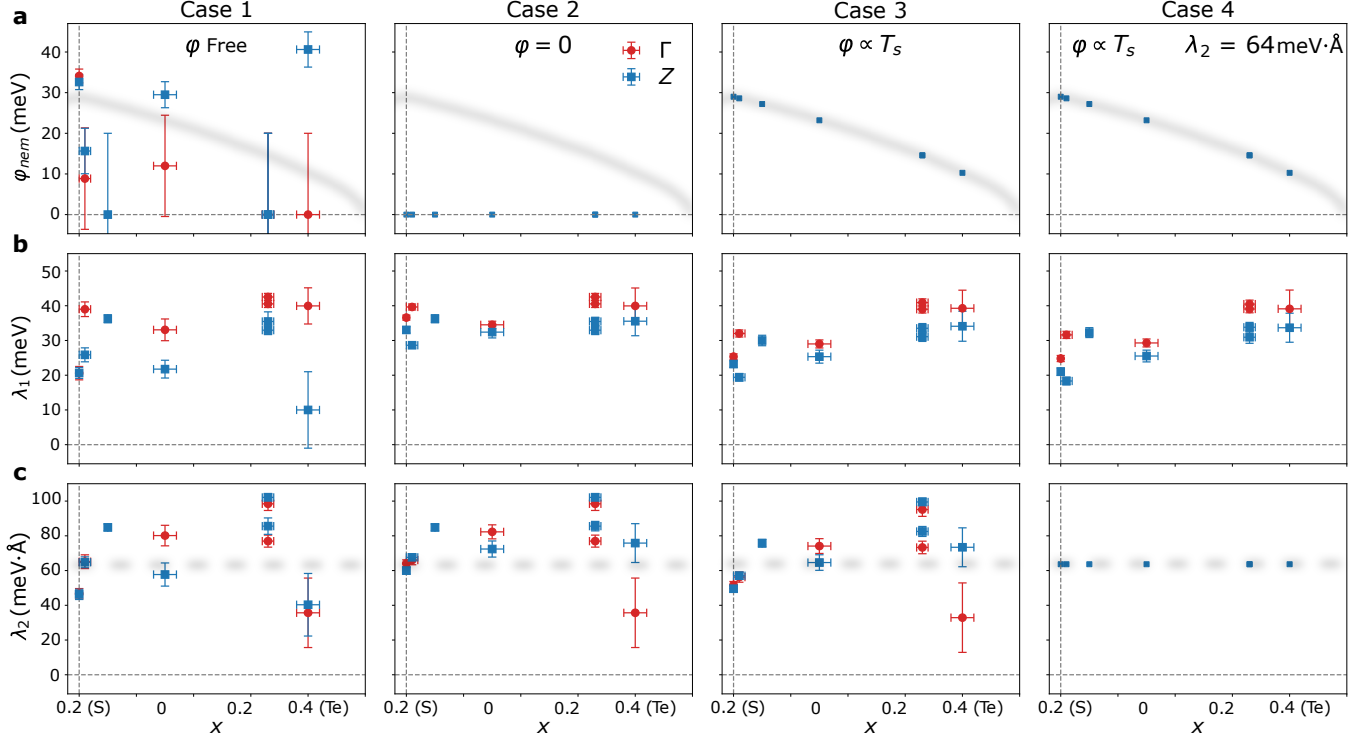 a Case 1 Case 2 Case 3 Case 4
φ Free φ = 0 φ ∝ Tₛ φ ∝ Tₛ λ₂ = 64meV·Å
Γ
Z
φₙₑₘ (meV)
40
30
20
10
0
b
λ₁ (meV)
50
40
30
20
10
0
c
λ₂ (meV·Å)
100
80
60
40
20
0
0.2 (S) 0 0.2 0.4 (Te) 0.2 (S) 0 0.2 0.4 (Te) 0.2 (S) 0 0.2 0.4 (Te) 0.2 (S) 0 0.2 0.4 (Te)
x x x x